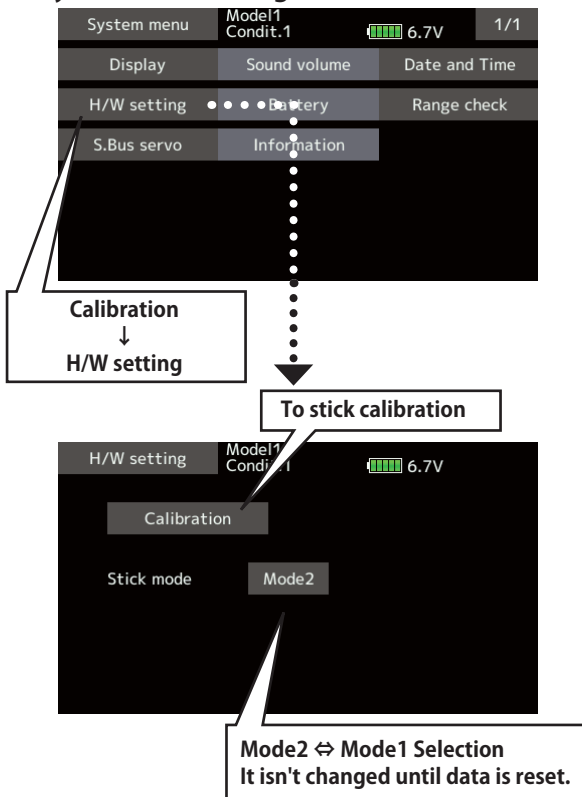 System menu
Model1
Condit.1
6.7V
1/1
Display
Sound volume
Date and Time
H/W setting
Battery
Range check
S.Bus servo
Information
Calibration
↓
H/W setting
To stick calibration
H/W setting
Model1
Condit.1
6.7V
Calibration
Stick mode
Mode2
Mode2 ⇔ Mode1 Selection
It isn't changed until data is reset.